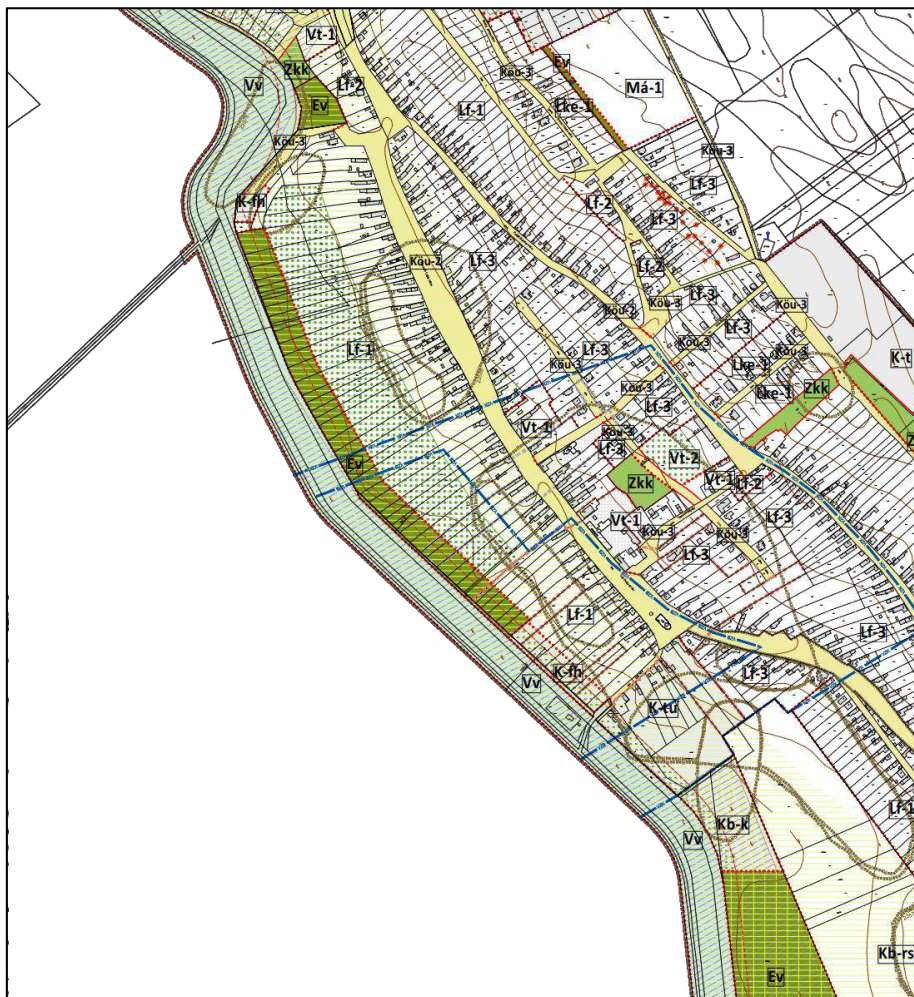 Vt-1
Zkk
Vv
Lf-2
Ev
Köu-3
Ev
Má-1
Lf-1
Lke-1
Köu-3
Köu-3
Lf-3
K-fh
Lf-2
Lf-3
Köu-2
Lf-3
Lf-2
Lf-3
Köu-3
Köu-3
Köu-2
Lf-3
Köu-3
Lf-1
Lf-3
Köu-3
K-t
Köu-3
Lke-1
Köu-3
Lke-1
Zkk
Lf-3
Vt-1
Köu-3
Lf-3
Vt-2
Ev
Zkk
Vt-1
Lf-2
Vt-1
Lf-3
Köu-3
Köu-3
Lf-3
Lf-1
Lf-3
K-fh
Lf-3
Vv
K-tu
Lf-1
Kb-k
Vv
Kb-rs
Ev